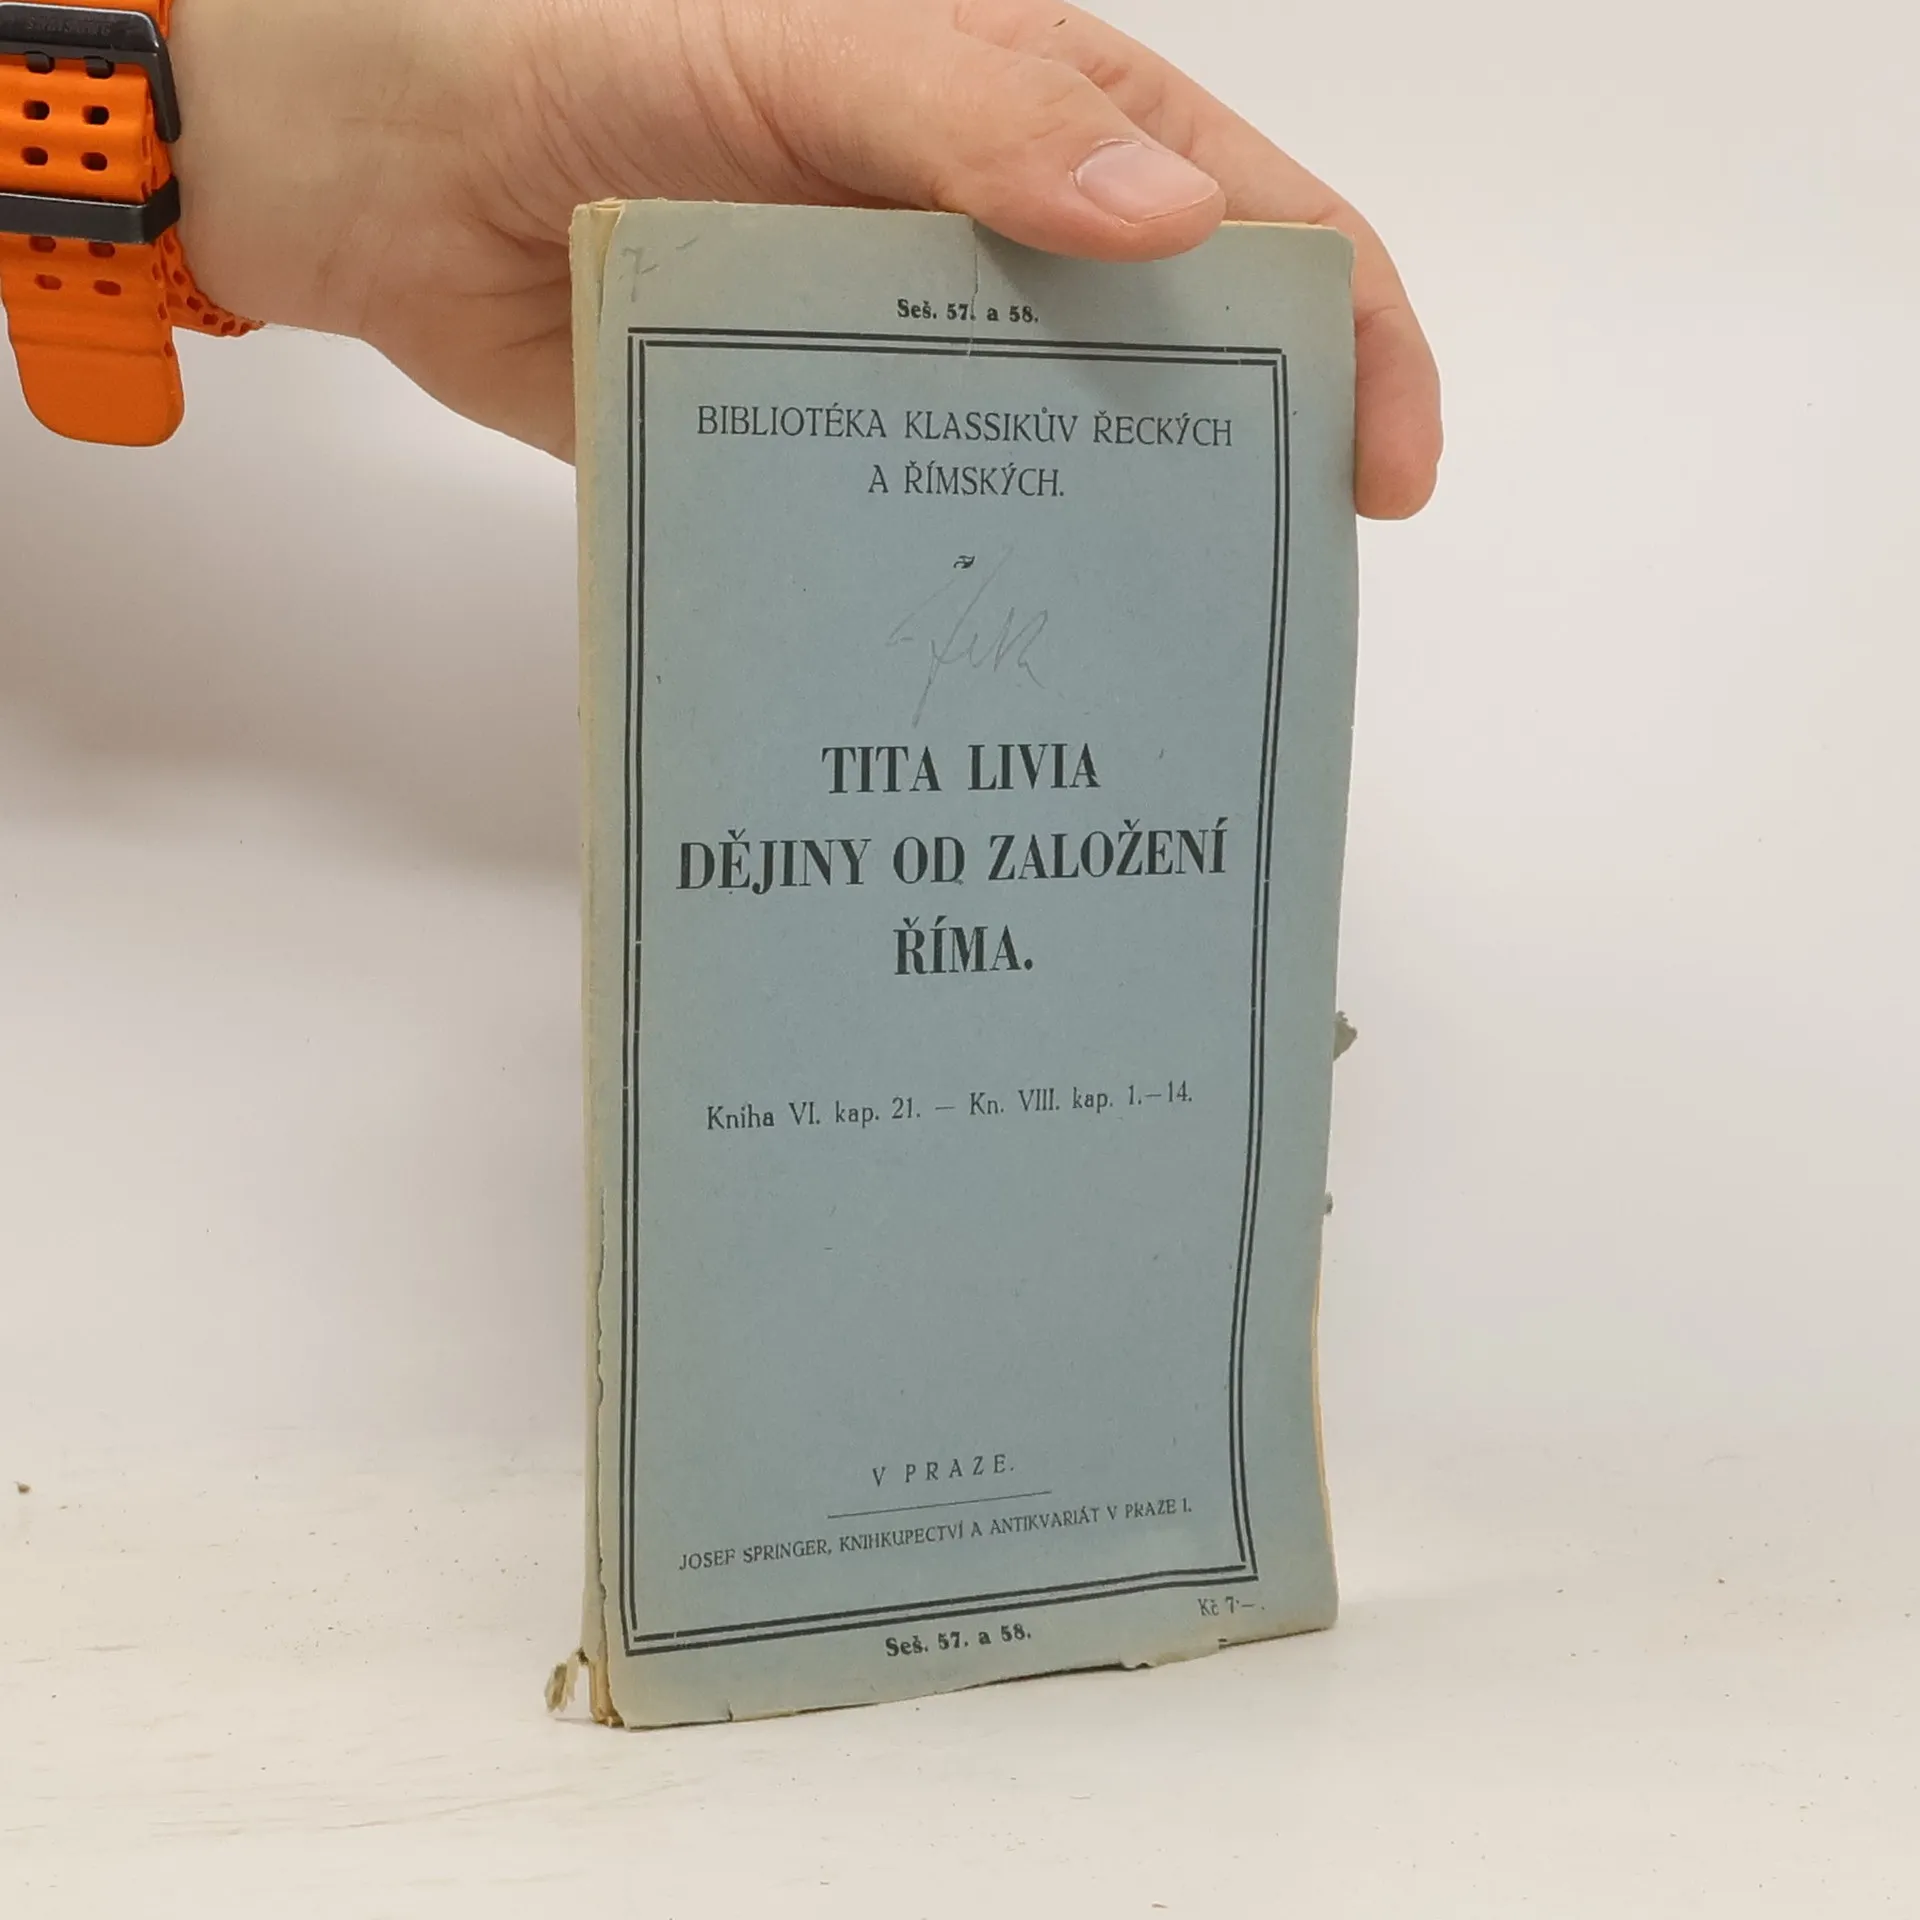 SAMSUNG
7-
Seš. 57. a 58.
BIBLIOTÉKA KLASSIKŮV ŘECKÝCH
A ŘÍMSKÝCH.
TITA LIVIA
DĚJINY OD ZALOŽENÍ
ŘÍMA.
Kniha VI. kap. 21. — Kn. VIII. kap. 1.—14.
V PRAZE.
JOSEF SPRINGER, KNIHKUPECTVÍ A ANTIKVARIÁT V PRAZE I.
Kč 7·—.
Seš. 57. a 58.